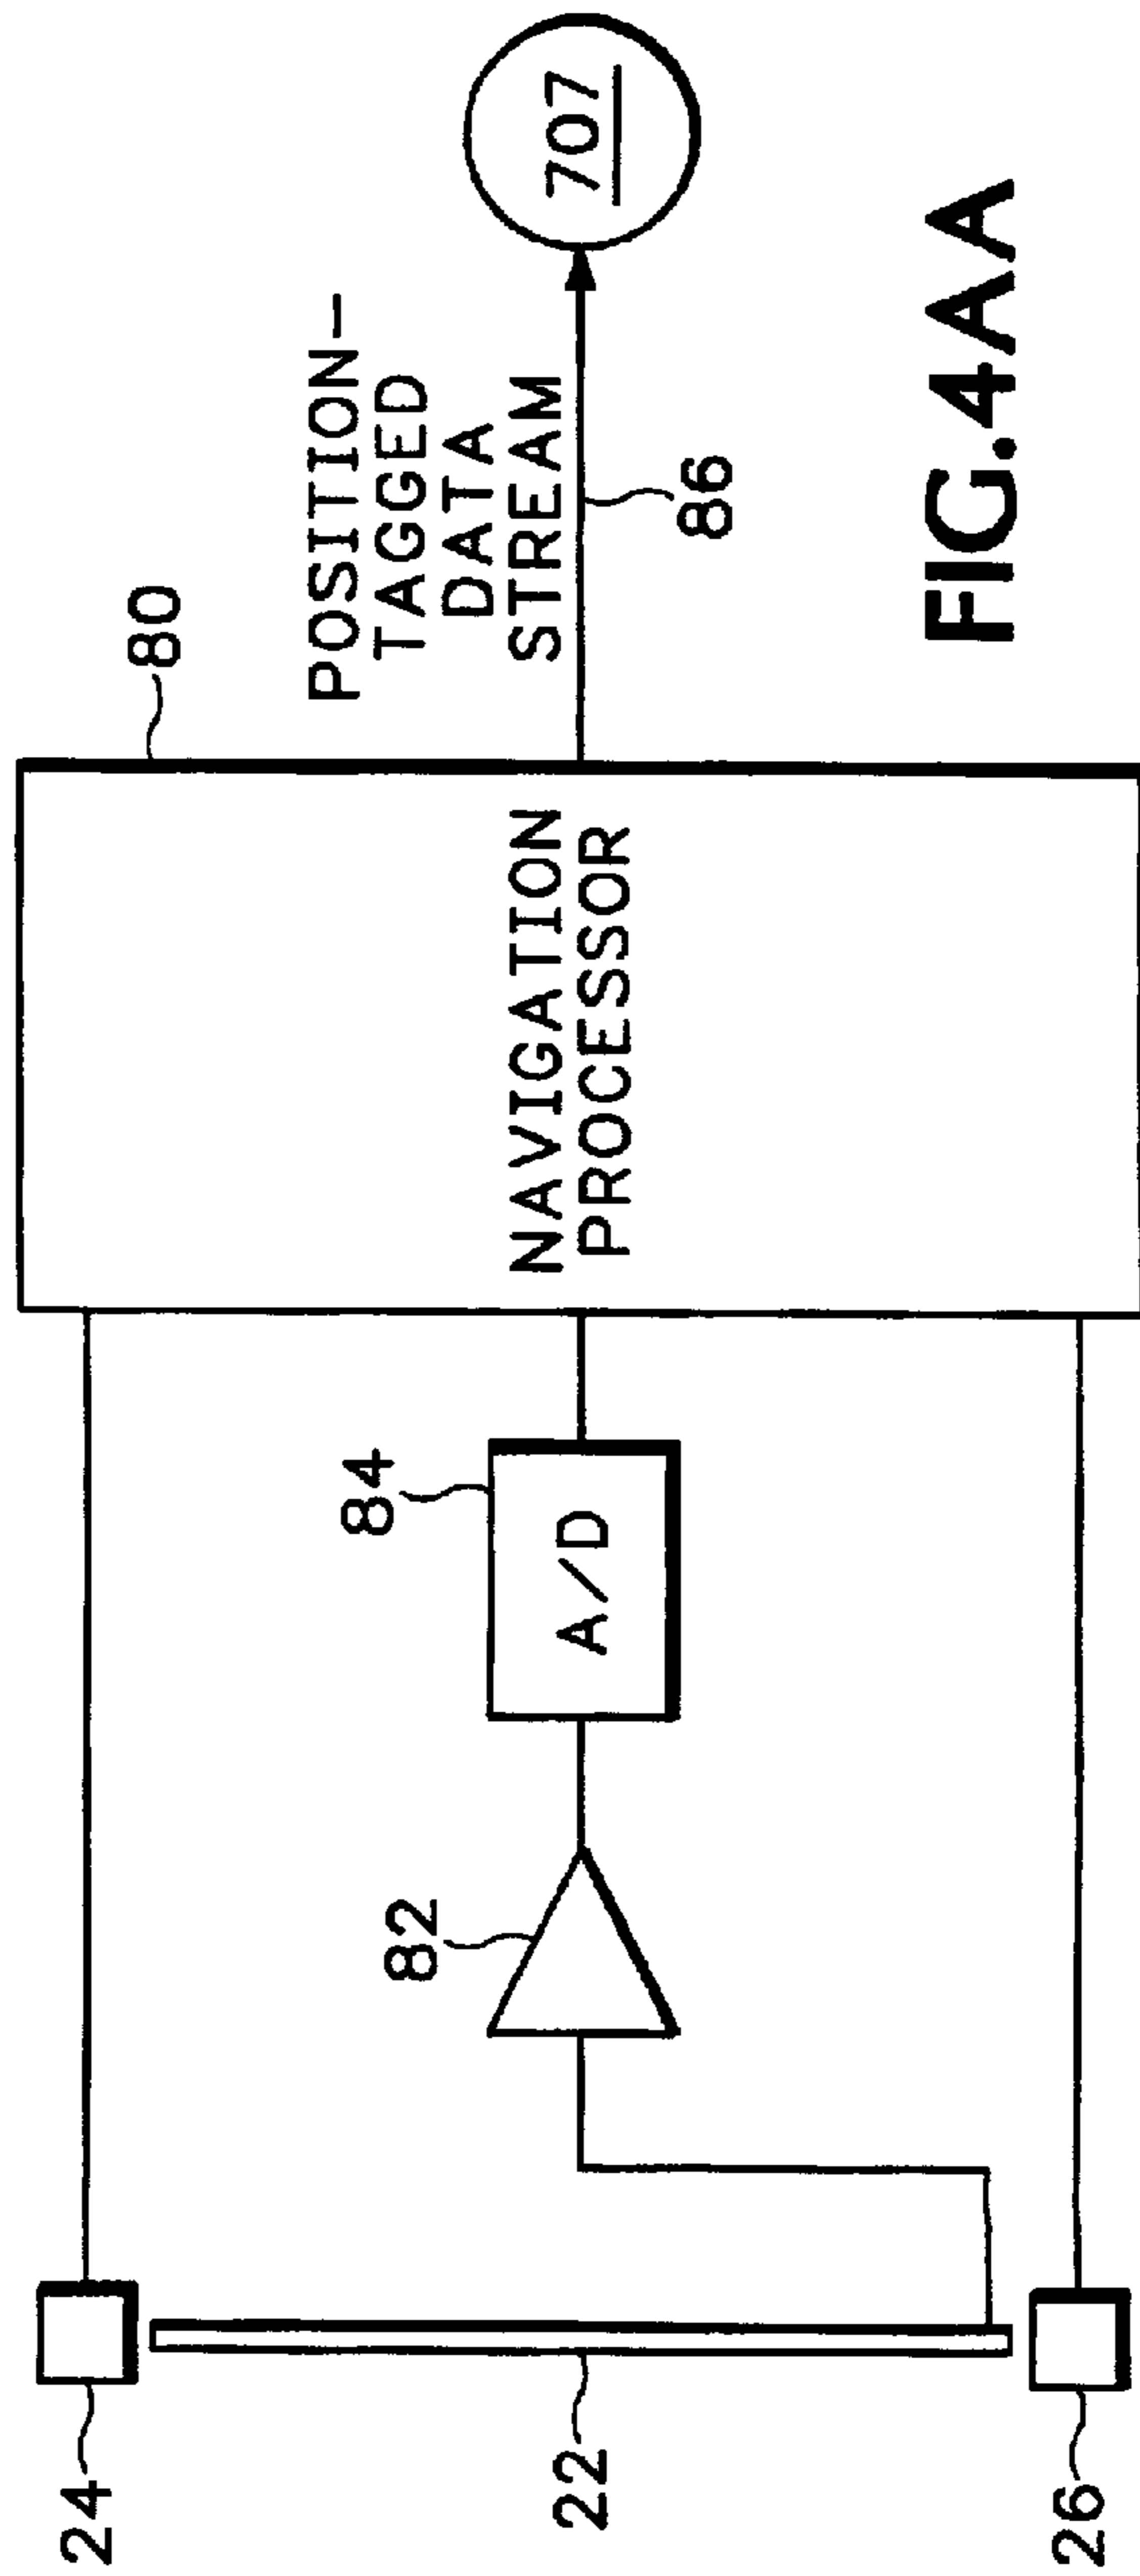 24
22
26
82
84
A/D
NAVIGATION
PROCESSOR
80
POSITION-
TAGGED
DATA
STREAM
86
707
FIG.4AA